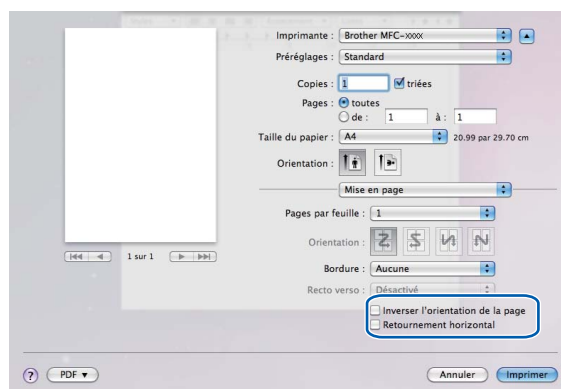 Imprimante : Brother MFC-xxxx
Préréglages : Standard
Copies : 1 triées
Pages : toutes
de : 1 à : 1
Taille du papier : A4 20.99 par 29.70 cm
Orientation :
Mise en page
Pages par feuille : 1
Orientation :
1 sur 1
Bordure : Aucune
Recto verso : Désactivé
Inverser l'orientation de la page
Retournement horizontal
? PDF ▼ Annuler Imprimer